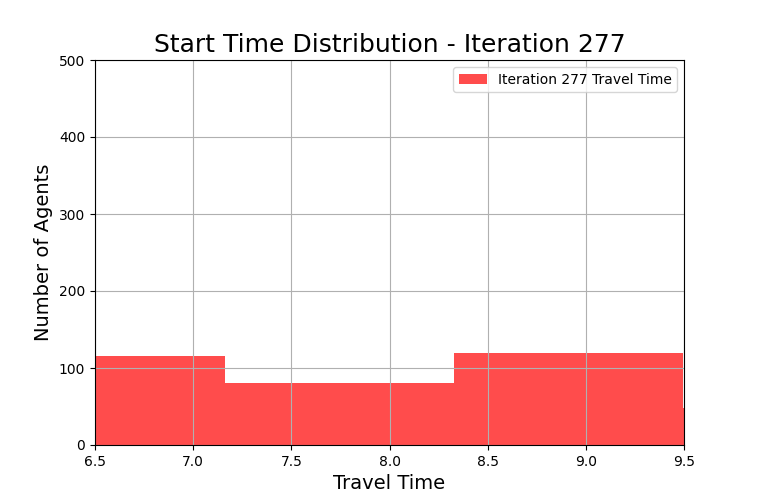 Start Time Distribution - Iteration 277
Iteration 277 Travel Time
Number of Agents
500
400
300
200
100
0
6.5 7.0 7.5 8.0 8.5 9.0 9.5
Travel Time